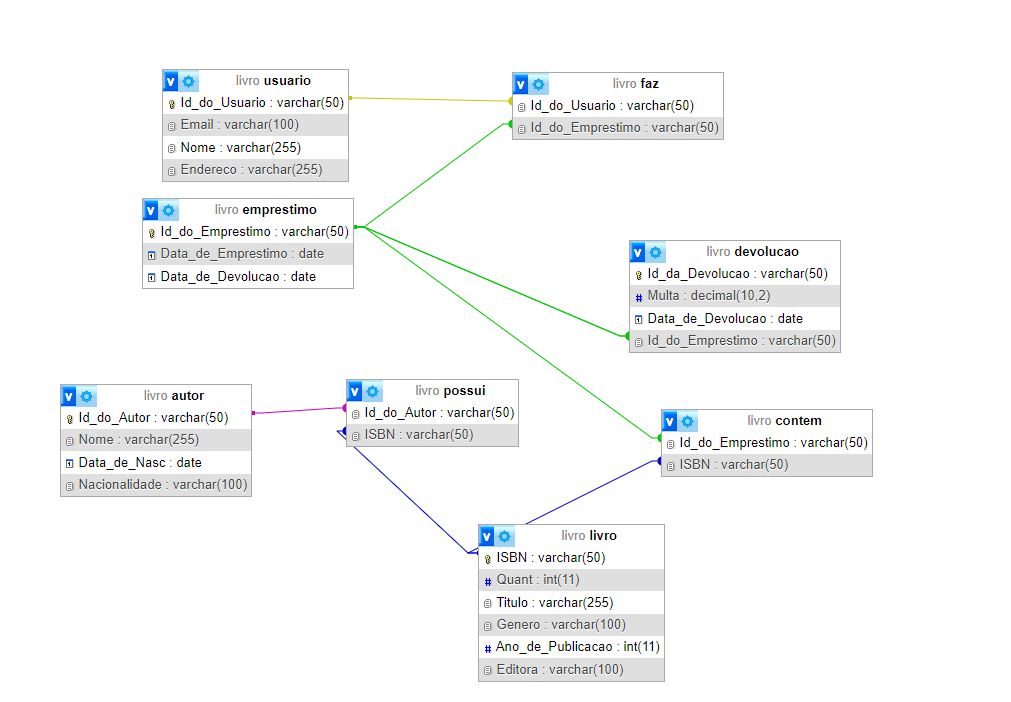 livro usuario
Id_do_Usuario : varchar(50)
Email : varchar(100)
Nome : varchar(255)
Endereco : varchar(255)
livro faz
Id_do_Usuario : varchar(50)
Id_do_Emprestimo : varchar(50)
livro emprestimo
Id_do_Emprestimo : varchar(50)
Data_de_Emprestimo : date
Data_de_Devolucao : date
livro devolucao
Id_da_Devolucao : varchar(50)
# Multa : decimal(10,2)
Data_de_Devolucao : date
Id_do_Emprestimo : varchar(50)
livro autor
Id_do_Autor : varchar(50)
Nome : varchar(255)
Data_de_Nasc : date
Nacionalidade : varchar(100)
livro possui
Id_do_Autor : varchar(50)
ISBN : varchar(50)
livro contem
Id_do_Emprestimo : varchar(50)
ISBN : varchar(50)
livro livro
ISBN : varchar(50)
# Quant : int(11)
Titulo : varchar(255)
Genero : varchar(100)
# Ano_de_Publicacao : int(11)
Editora : varchar(100)